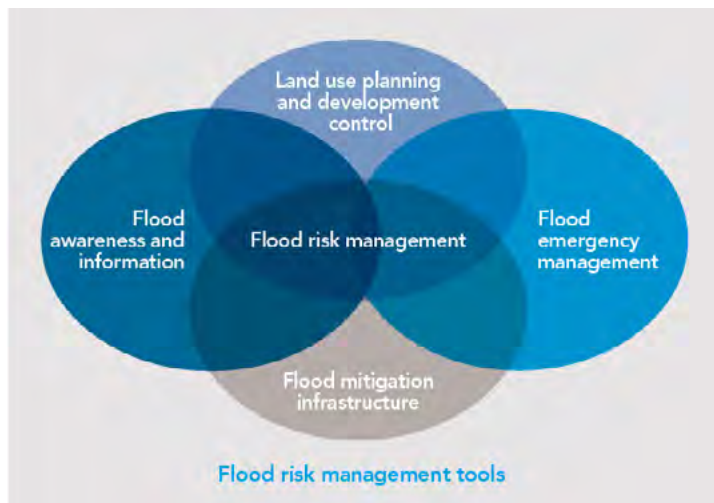 Land use planning
and development
control
Flood
awareness and
information
Flood risk management
Flood
emergency
management
Flood mitigation
infrastructure
Flood risk management tools